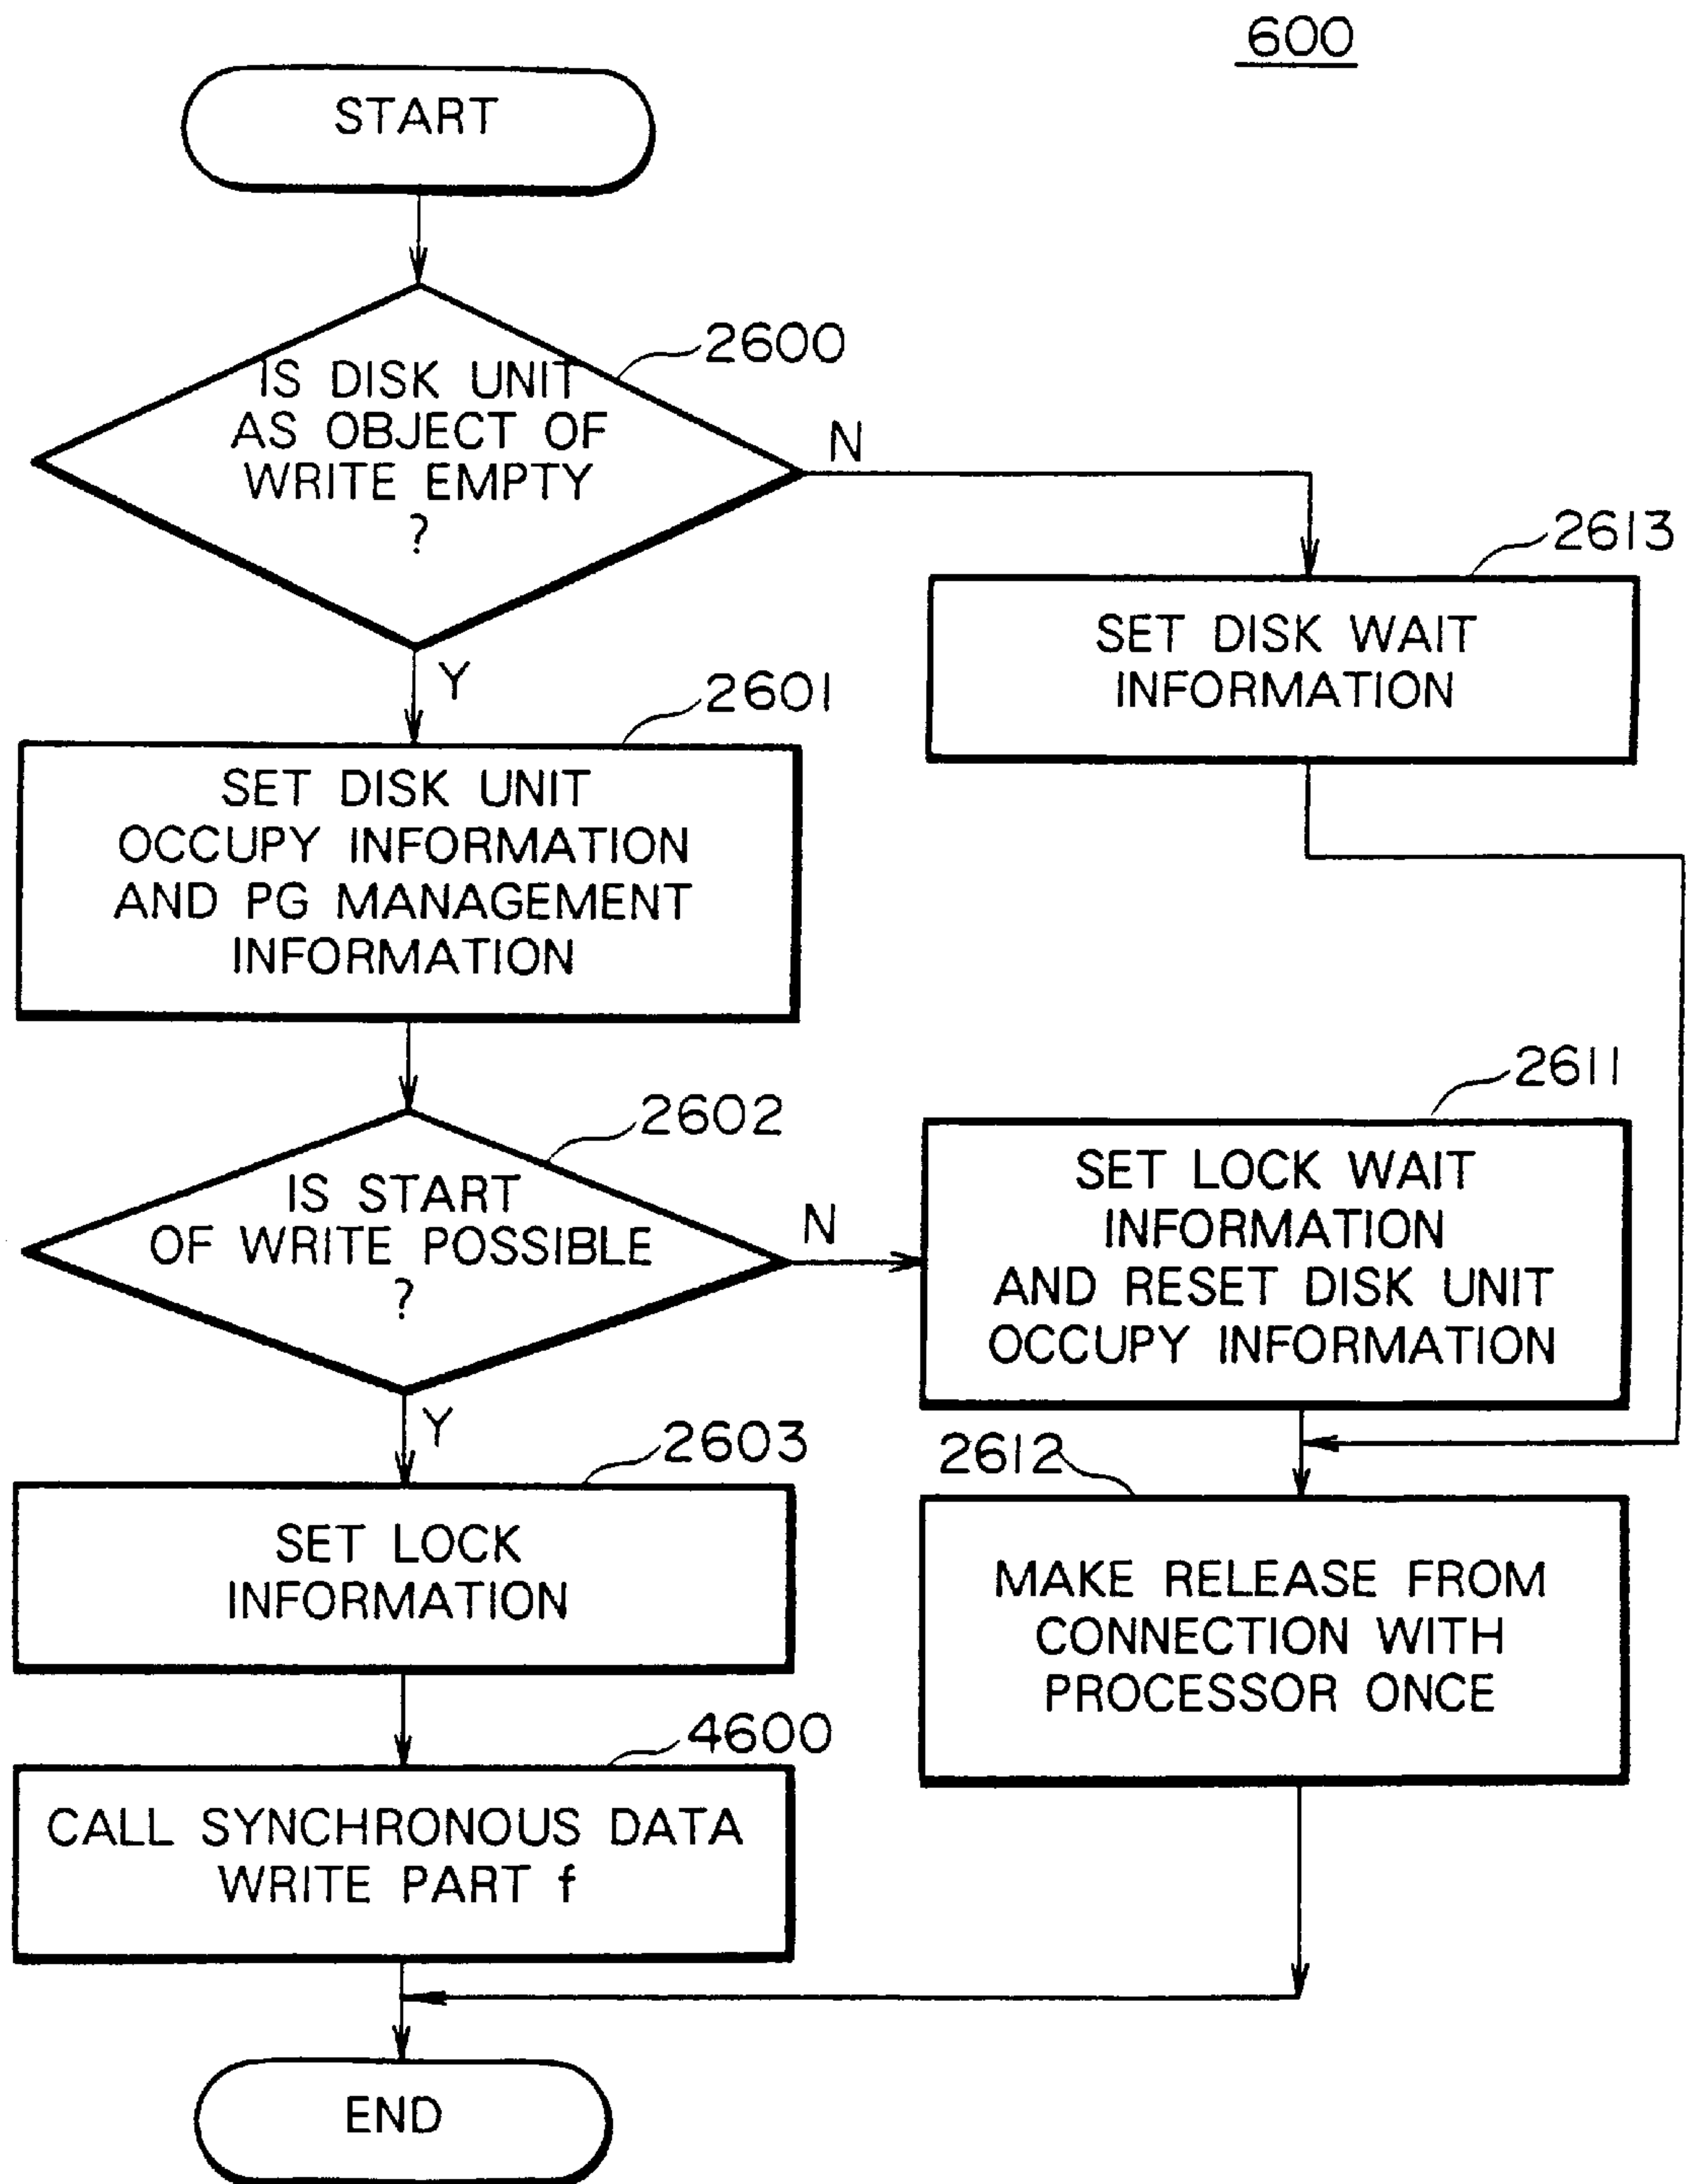 600
START
2600
IS DISK UNIT
AS OBJECT OF
WRITE EMPTY
?
N
Y
2613
SET DISK WAIT
INFORMATION
2601
SET DISK UNIT
OCCUPY INFORMATION
AND PG MANAGEMENT
INFORMATION
2602
IS START
OF WRITE POSSIBLE
?
N
Y
2611
SET LOCK WAIT
INFORMATION
AND RESET DISK UNIT
OCCUPY INFORMATION
2603
SET LOCK
INFORMATION
2612
MAKE RELEASE FROM
CONNECTION WITH
PROCESSOR ONCE
4600
CALL SYNCHRONOUS DATA
WRITE PART f
END